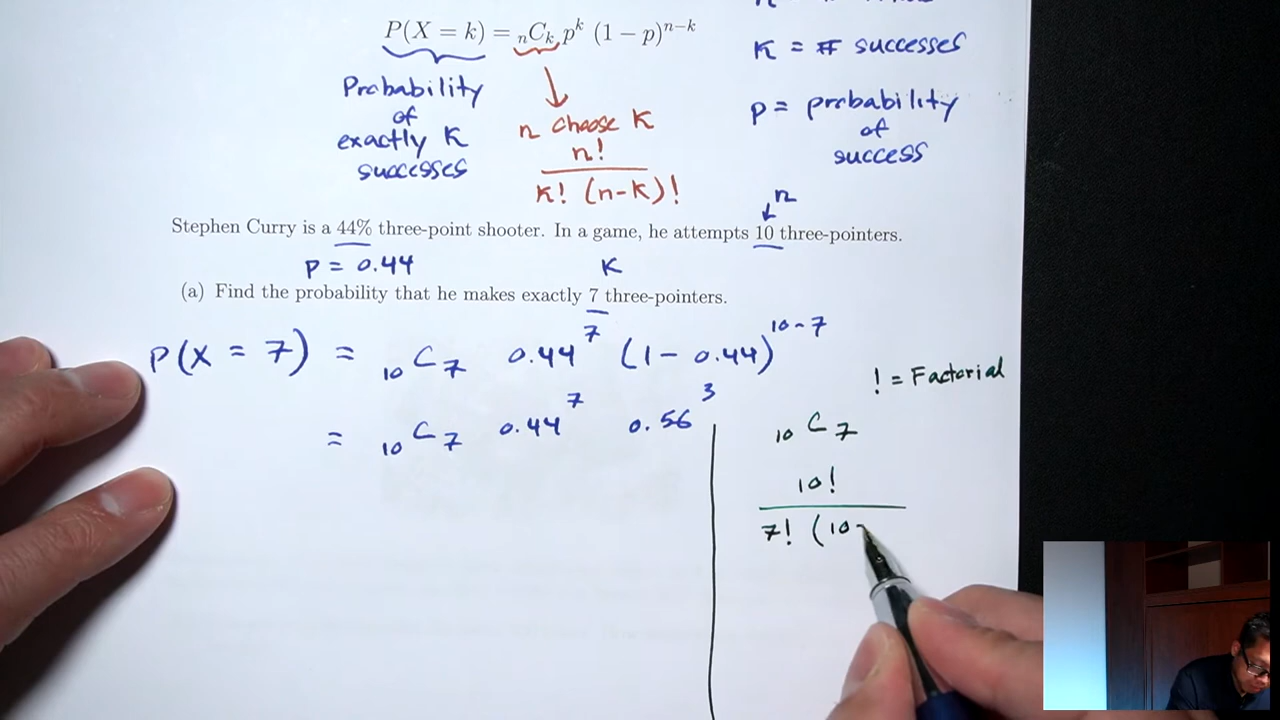 P(X = k) = nCk p^k (1 − p)^{n−k}
K = # successes
Probability
of
exactly K
successes
n choose K
n!
K! (n-K)!
p = probability
of
success
n
Stephen Curry is a 44% three-point shooter. In a game, he attempts 10 three-pointers.
P = 0.44
K
(a) Find the probability that he makes exactly 7 three-pointers.
P(X = 7) = 10C7 0.44^7 (1 - 0.44)^{10-7}
! = Factorial
= 10C7 0.44^7 0.56^3
10C7
10!
7! (10-